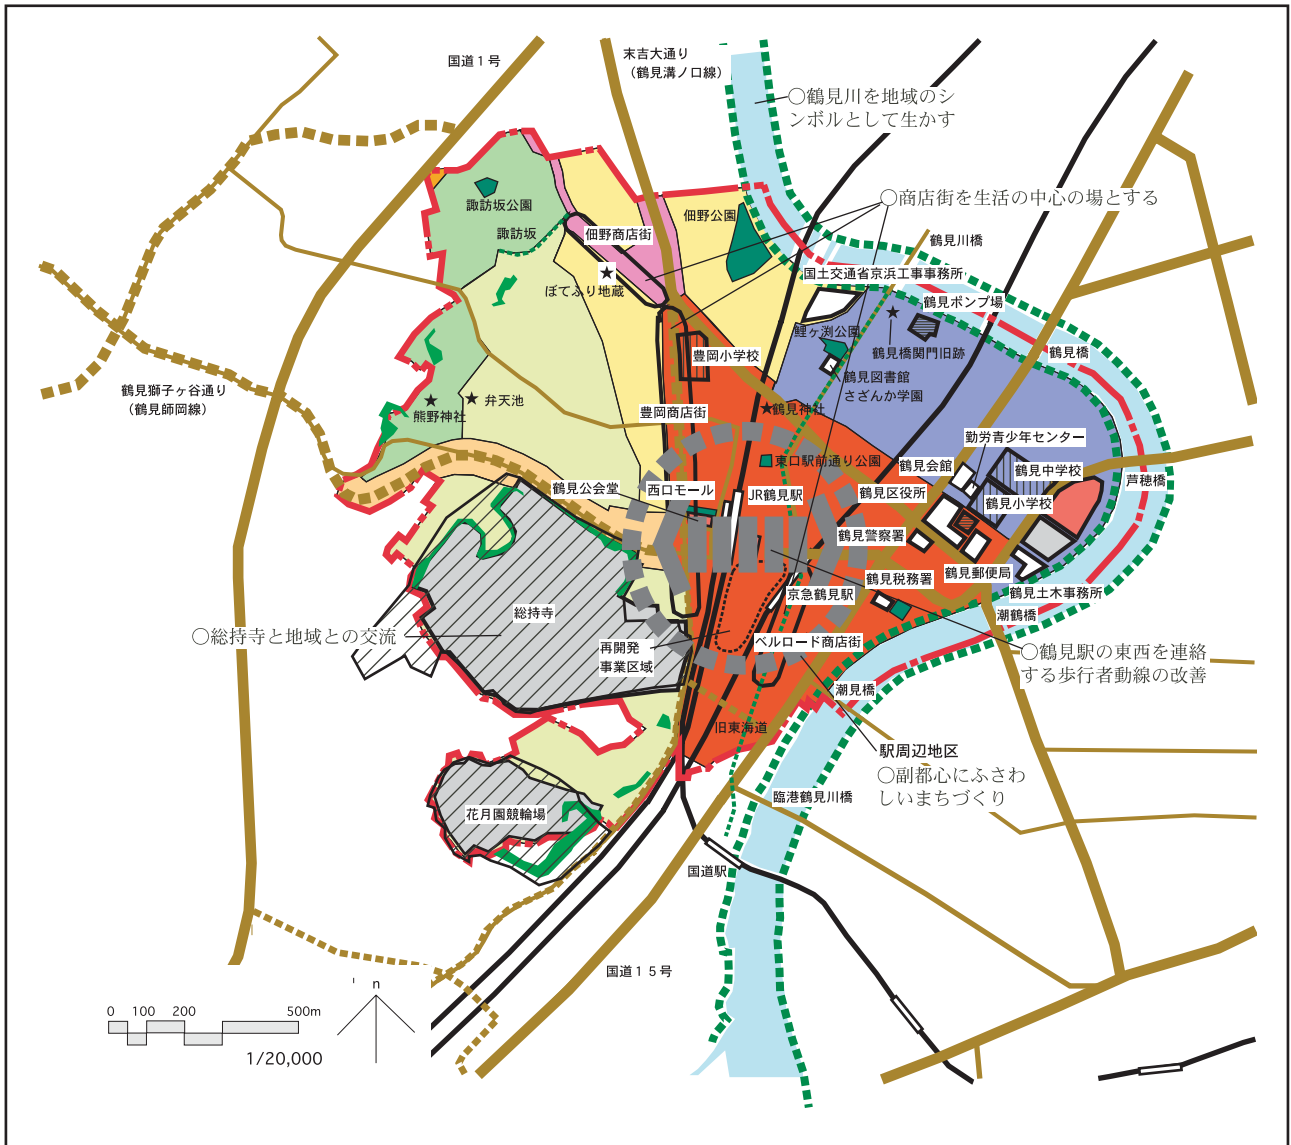 国道１号
末吉大通り
（鶴見溝ノ口線）
○鶴見川を地域のシ
ンボルとして生かす
○商店街を生活の中心の場とする
諏訪坂公園
諏訪坂
佃野商店街
佃野公園
鶴見川橋
国土交通省京浜工事事務所
ぼてふり地蔵
鶴見ポンプ場
鯉ヶ渕公園
鶴見橋関門旧跡
鶴見橋
豊岡小学校
鶴見図書館
さざんか学園
鶴見獅子ヶ谷通り
（鶴見師岡線）
弁天池
熊野神社
豊岡商店街
鶴見神社
勤労青少年センター
東口駅前通り公園
鶴見会館
鶴見中学校
芦穂橋
鶴見公会堂
西口モール
JR鶴見駅
鶴見区役所
鶴見小学校
鶴見警察署
鶴見郵便局
鶴見税務署
京急鶴見駅
鶴見土木事務所
総持寺
潮鶴橋
○総持寺と地域との交流
再開発
事業区域
ベルロード商店街
○鶴見駅の東西を連絡
する歩行者動線の改善
潮見橋
旧東海道
駅周辺地区
○副都心にふさわ
しいまちづくり
臨港鶴見川橋
花月園競輪場
国道駅
国道１５号
n
0 100 200 500m
1/20,000